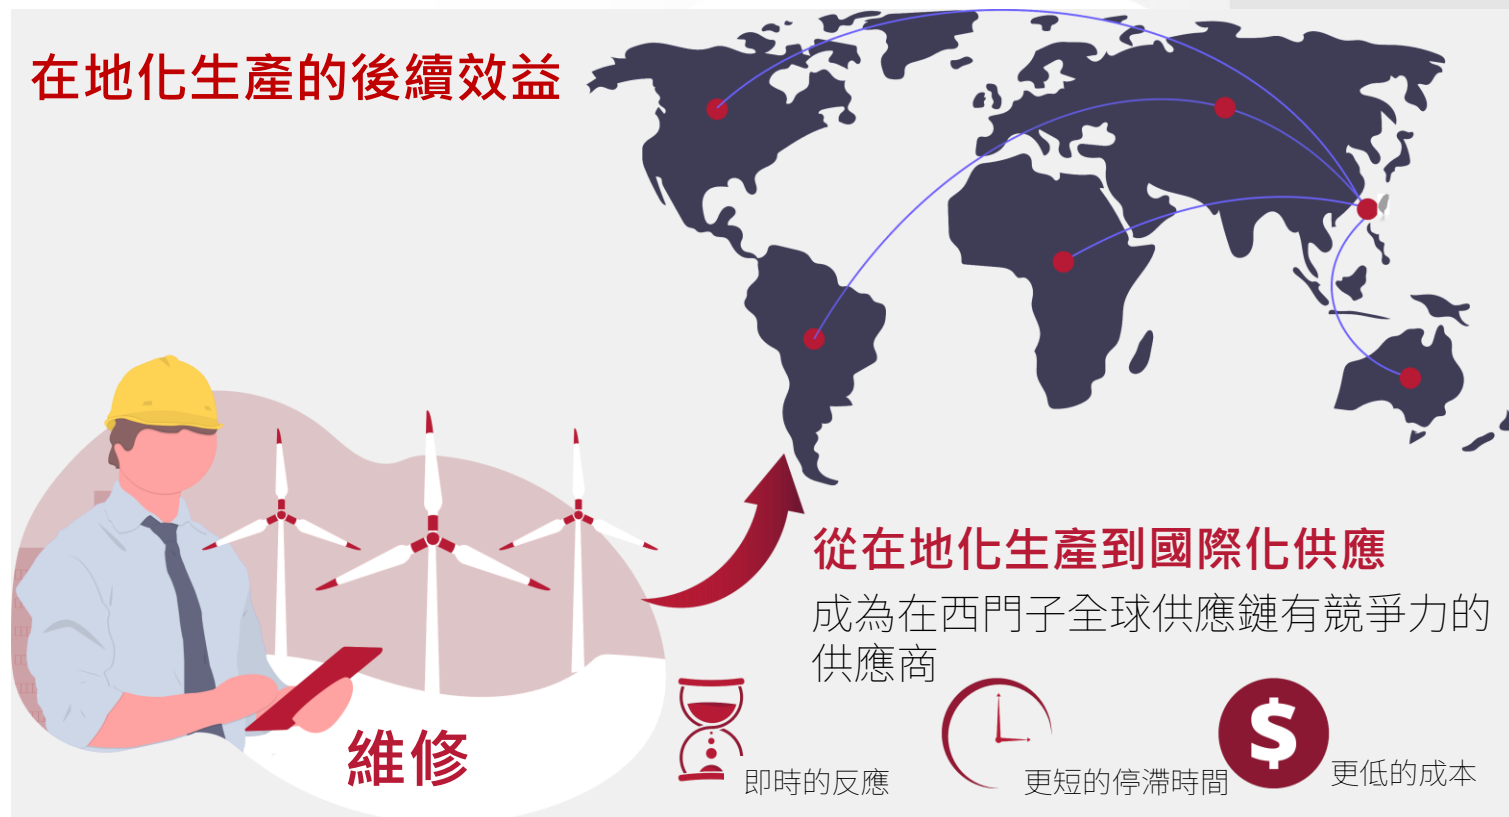 在地化生產的後續效益
從在地化生產到國際化供應
成為在西門子全球供應鏈有競爭力的
供應商
維修
即時的反應
更短的停滯時間
$
更低的成本